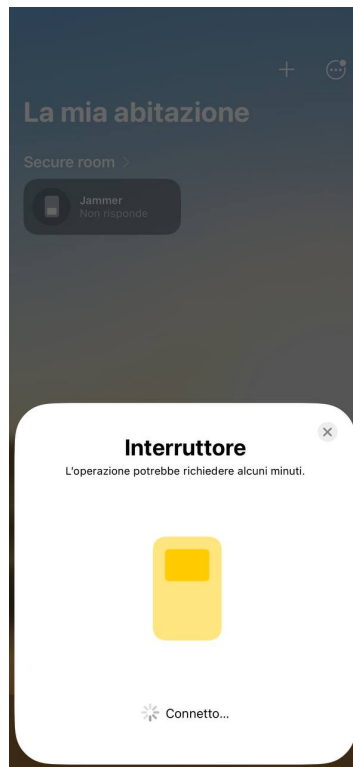 La mia abitazione
Secure room
Jammer
Non risponde
Interruttore
L'operazione potrebbe richiedere alcuni minuti.
Connetto...